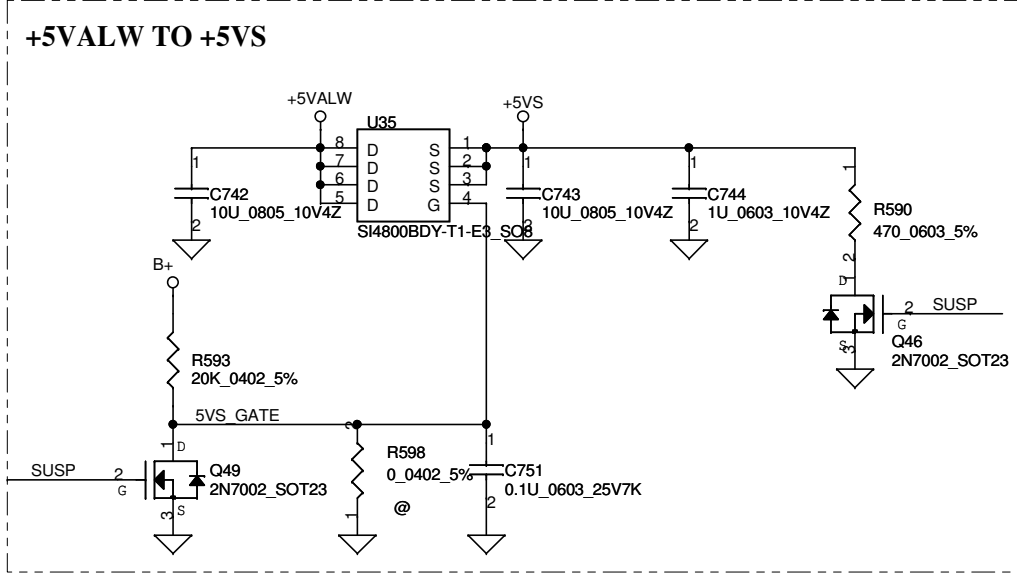 +5VALW TO +5VS
+5VALW
+5VS
U35
8 D S 1
7 D S 2
6 D S 3
5 D G 4
SI4800BDY-T1-E3_SO8
1
C742
10U_0805_10V4Z
2
1
C743
10U_0805_10V4Z
2
1
C744
1U_0603_10V4Z
2
1
R590
470_0603_5%
2
D
1
2
SUSP
G
Q46
2N7002_SOT23
S
3
B+
R593
20K_0402_5%
5VS_GATE
SUSP
2
G
1
D
Q49
2N7002_SOT23
3
S
2
R598
0_0402_5%
@
1
1
C751
0.1U_0603_25V7K
2